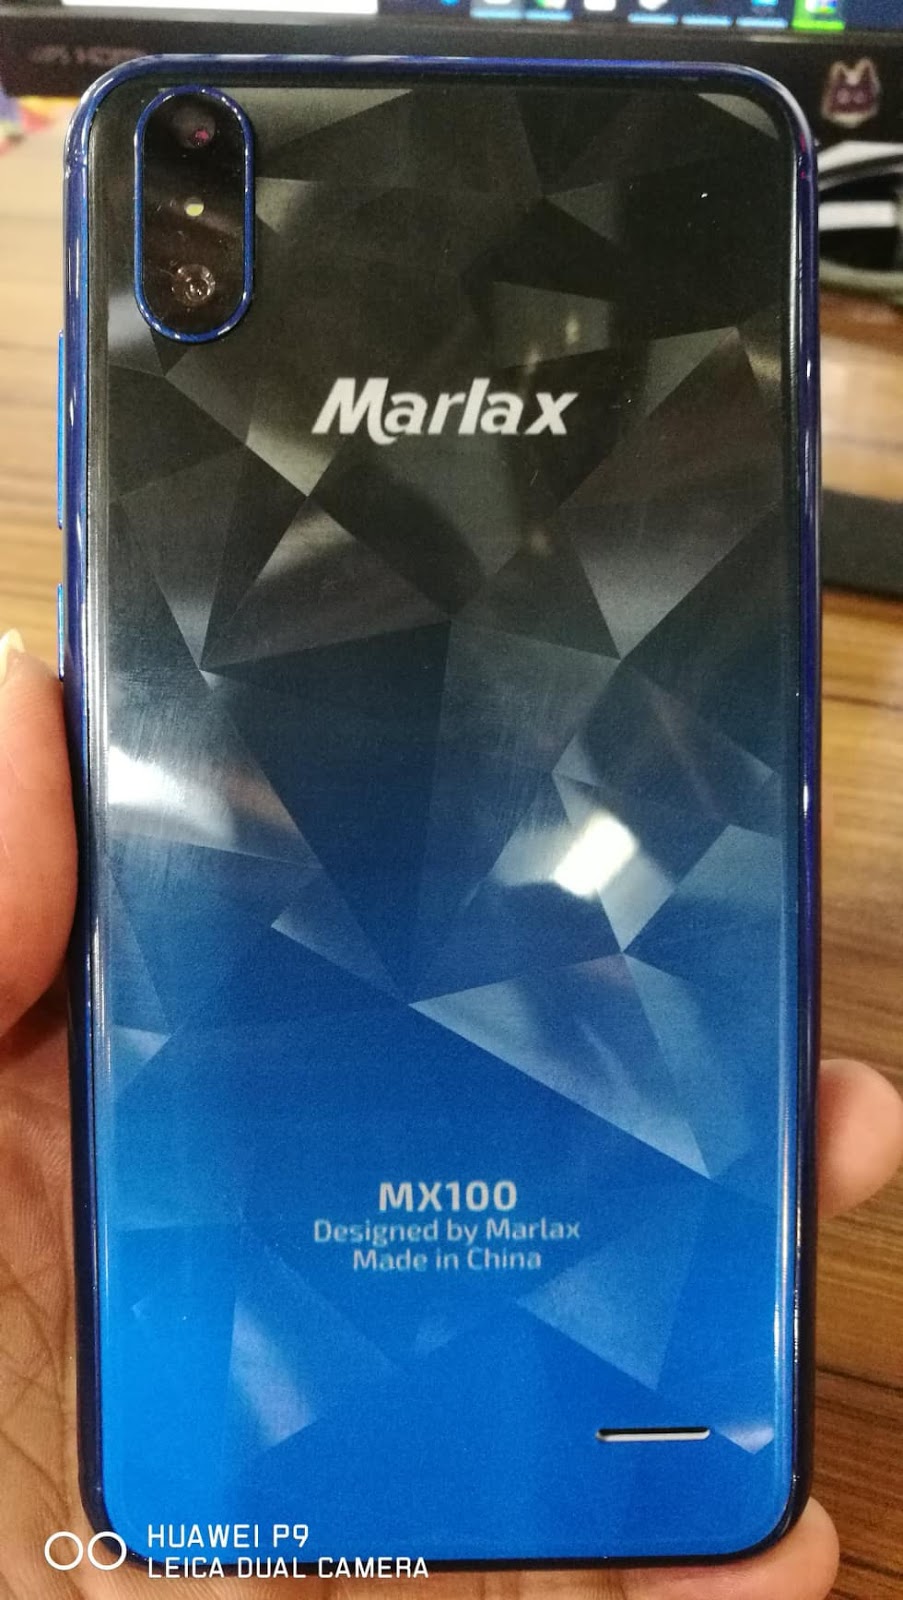 Marlax
MX100
Designed by Marlax
Made in China
HUAWEI P9
LEICA DUAL CAMERA